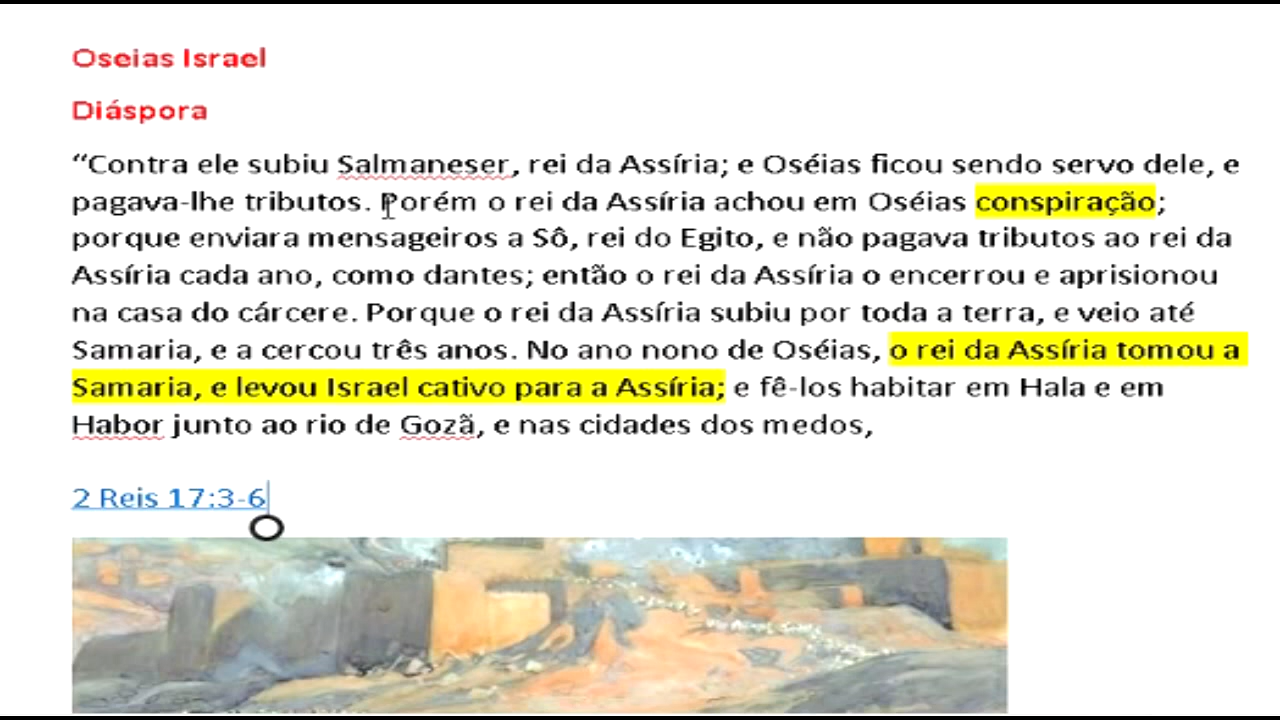 Oseias Israel
Diáspora
“Contra ele subiu Salmaneser, rei da Assíria; e Oséias ficou sendo servo dele, e
pagava-lhe tributos. Porém o rei da Assíria achou em Oséias conspiração;
porque enviara mensageiros a Sô, rei do Egito, e não pagava tributos ao rei da
Assíria cada ano, como dantes; então o rei da Assíria o encerrou e aprisionou
na casa do cárcere. Porque o rei da Assíria subiu por toda a terra, e veio até
Samaria, e a cercou três anos. No ano nono de Oséias, o rei da Assíria tomou a
Samaria, e levou Israel cativo para a Assíria; e fê-los habitar em Hala e em
Habor junto ao rio de Gozã, e nas cidades dos medos,
2 Reis 17:3-6